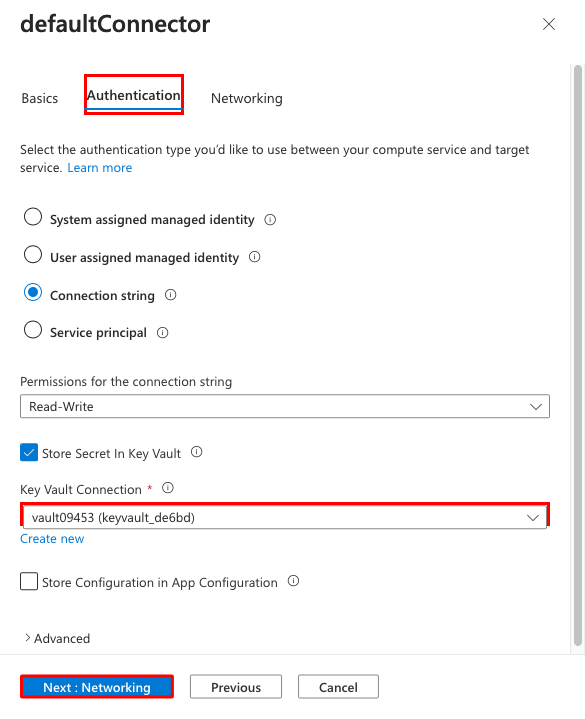 defaultConnector
Basics
Authentication
Networking
Select the authentication type you'd like to use between your compute service and target
service. Learn more
System assigned managed identity
User assigned managed identity
Connection string
Service principal
Permissions for the connection string
Read-Write
Store Secret In Key Vault
Key Vault Connection *
vault09453 (keyvault_de6bd)
Create new
Store Configuration in App Configuration
Advanced
Next : Networking
Previous
Cancel